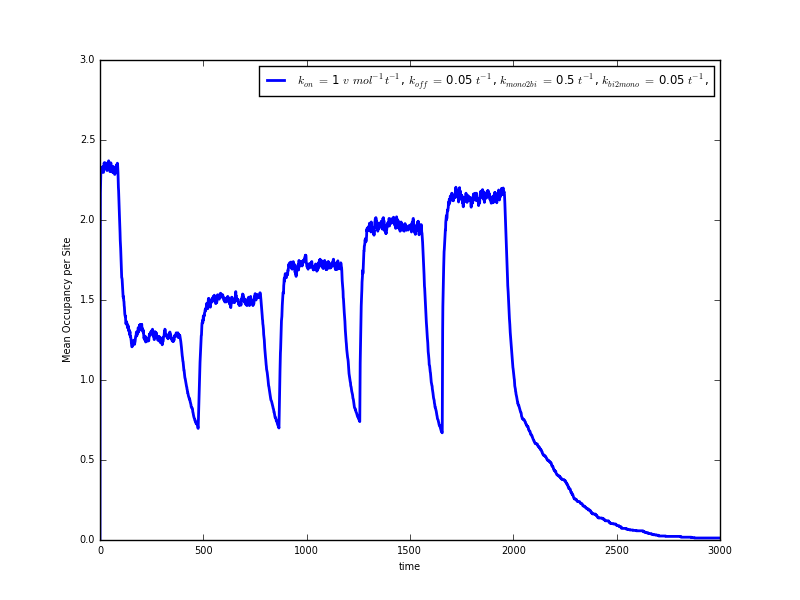 3.0
k_on = 1 v mol⁻¹t⁻¹, k_off = 0.05 t⁻¹, k_mono2bi = 0.5 t⁻¹, k_bi2mono = 0.05 t⁻¹,
2.5
2.0
1.5
1.0
0.5
0.0
Mean Occupancy per Site
0 500 1000 1500 2000 2500 3000
time